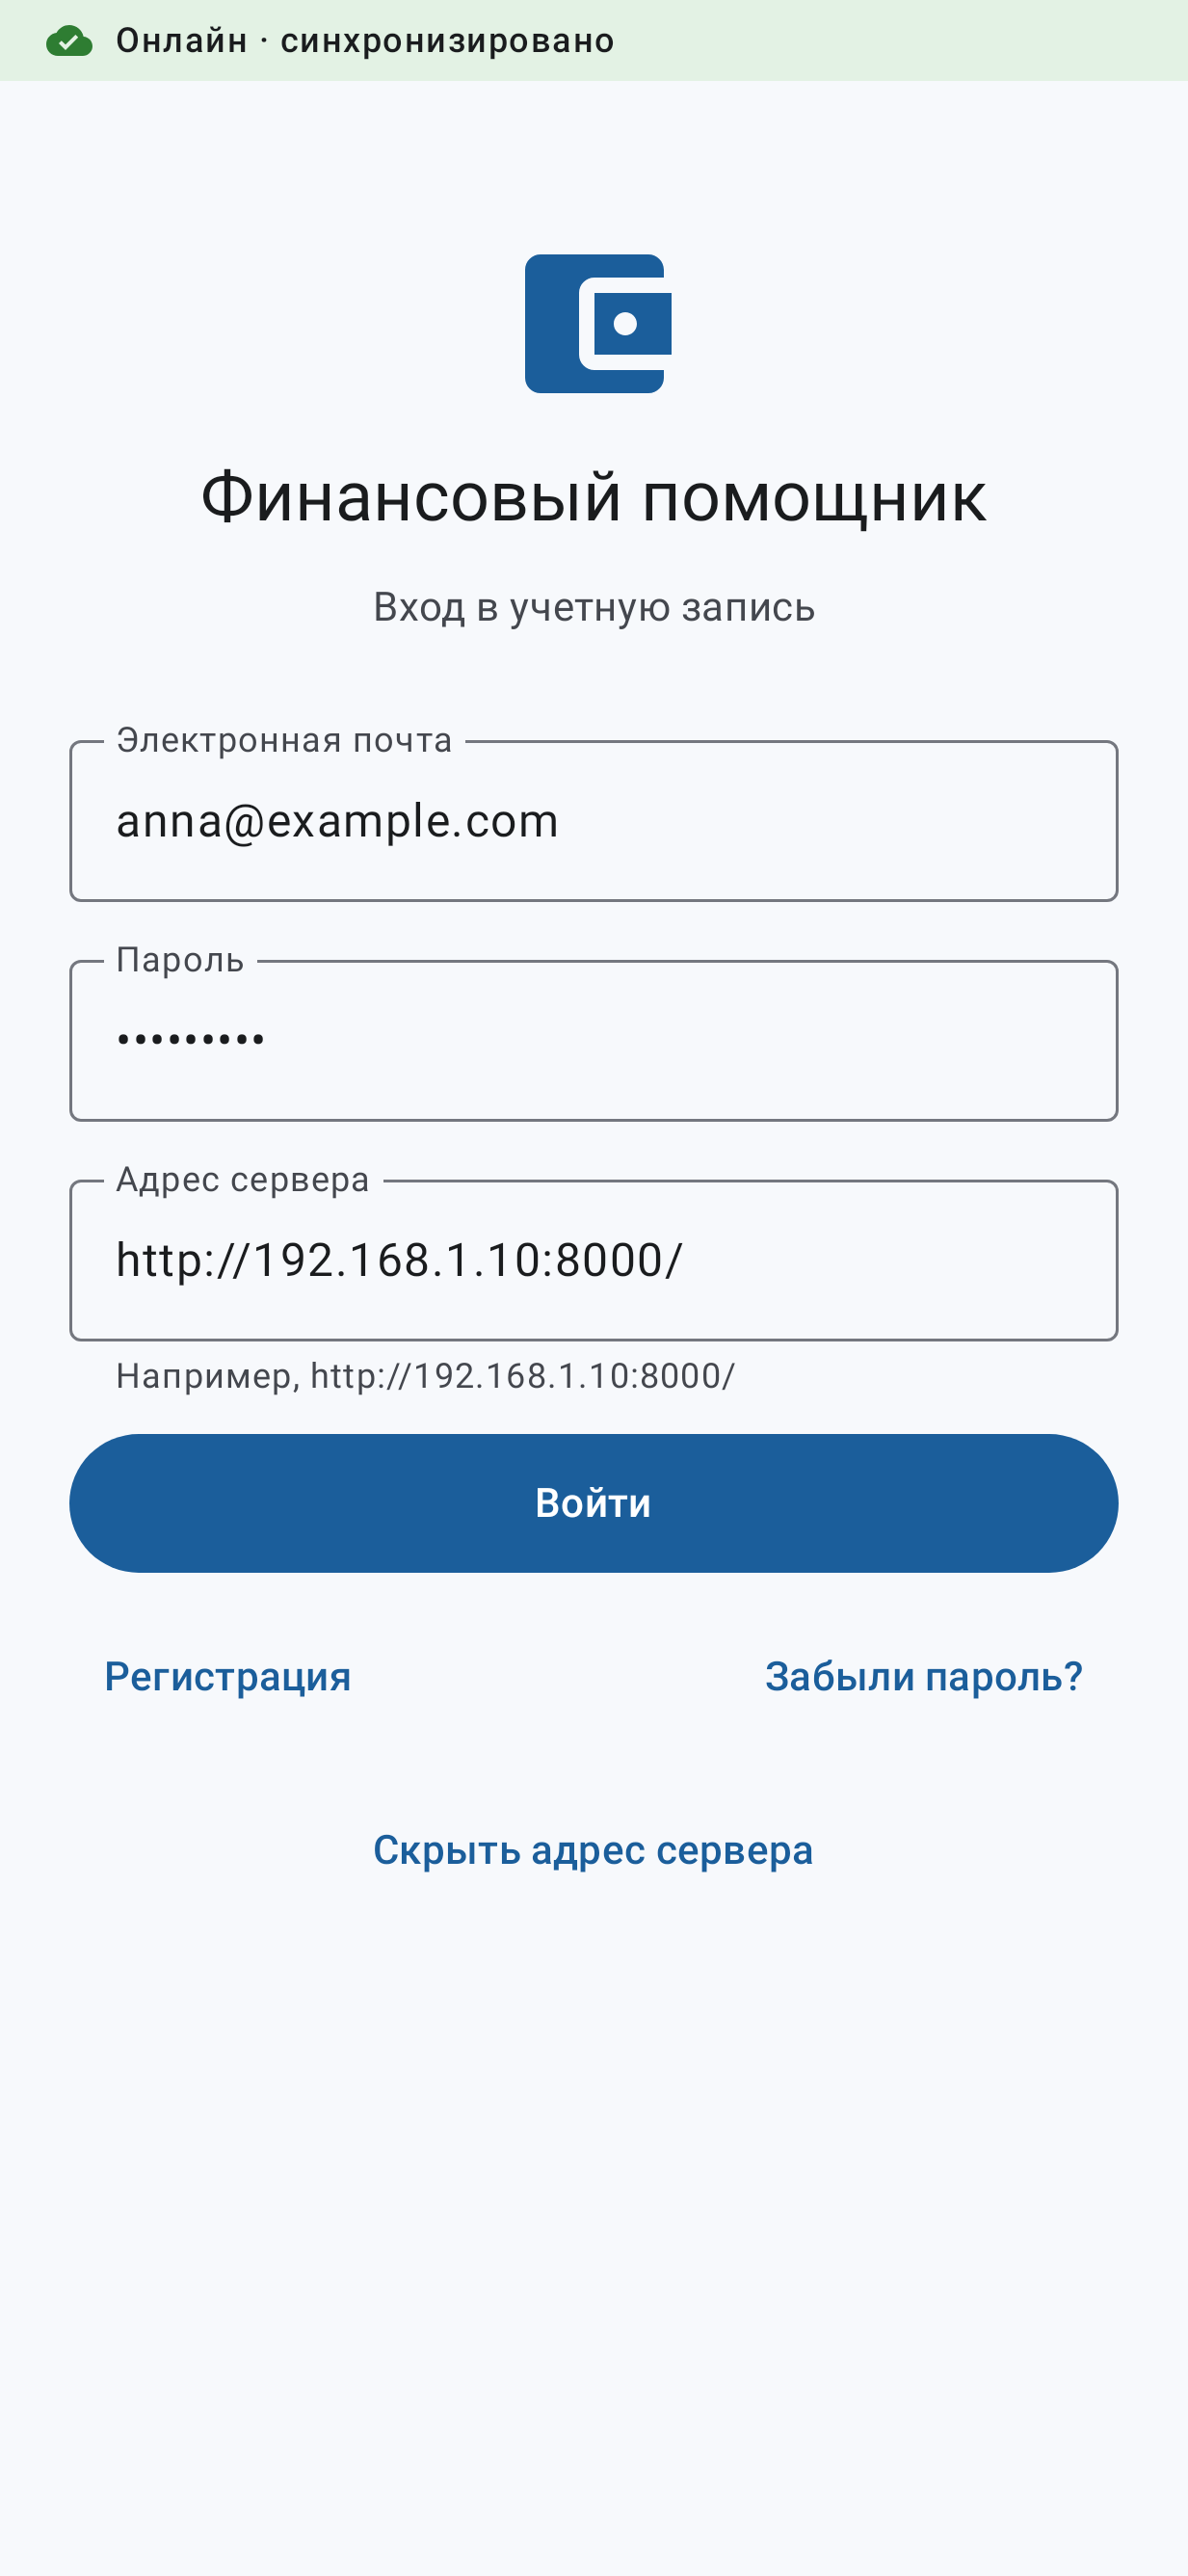 Онлайн · синхронизировано
Финансовый помощник
Вход в учетную запись
Электронная почта
anna@example.com
Пароль
•••••••••
Адрес сервера
http://192.168.1.10:8000/
Например, http://192.168.1.10:8000/
Войти
Регистрация
Забыли пароль?
Скрыть адрес сервера